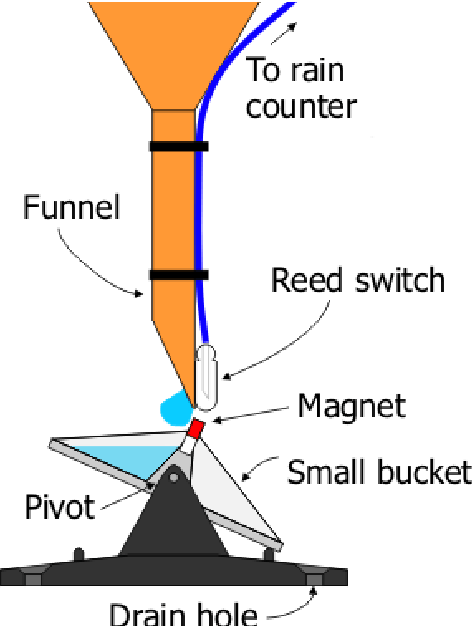 To rain
counter
Funnel
Reed switch
Magnet
Small bucket
Pivot
Drain hole